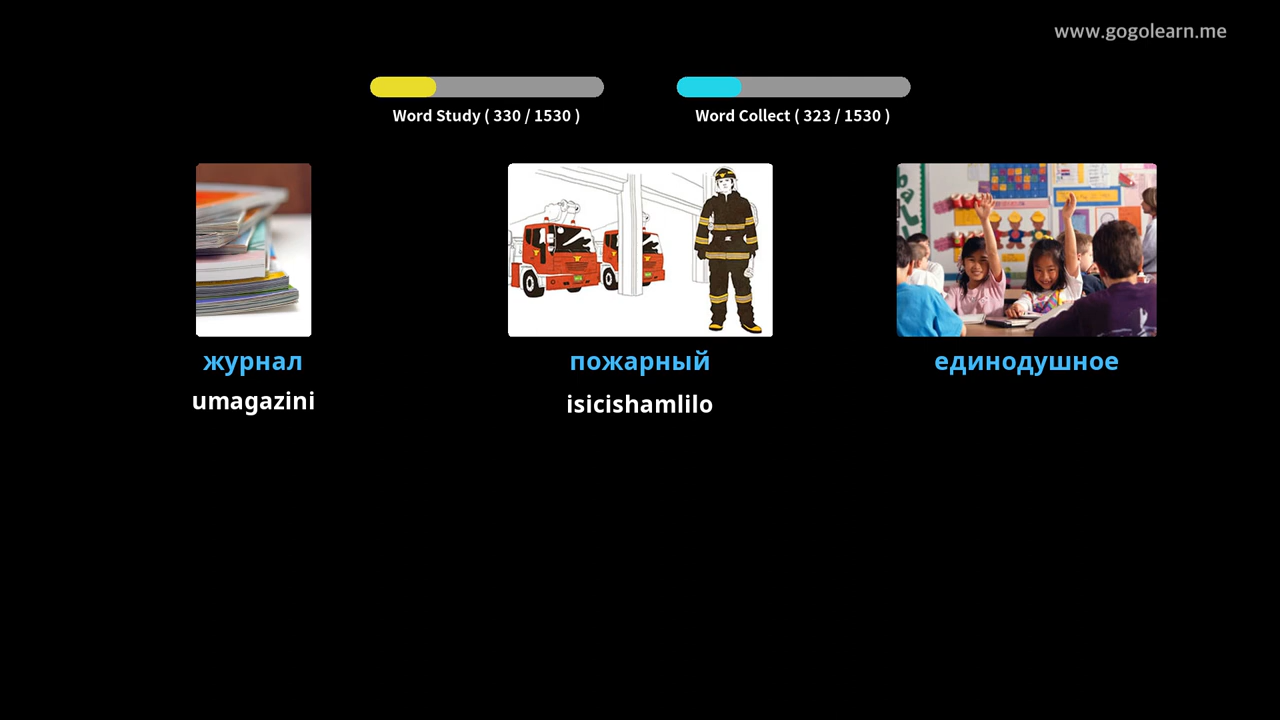 www.gogolearn.me
Word Study ( 330 / 1530 )
Word Collect ( 323 / 1530 )
журнал
umagazini
пожарный
isicishamlilo
единодушное